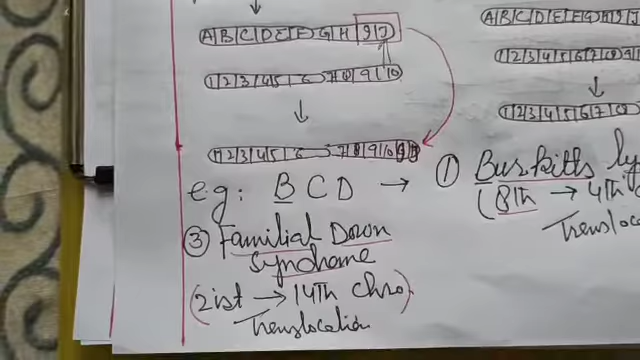 A B C D E F G H I J
1 2 3 4 5 6 7 8 9 10
1 2 3 4 5 6 7 8 9 10
A B C D E F G H I J
1 2 3 4 5 6 7 8 9
1 2 3 4 5 6 7 8
e.g: B C D → ① Burkitts ly
(8th → 4th
Transloca
③ Familial Down
Syndrome
(21st → 14th chro)
Translocation